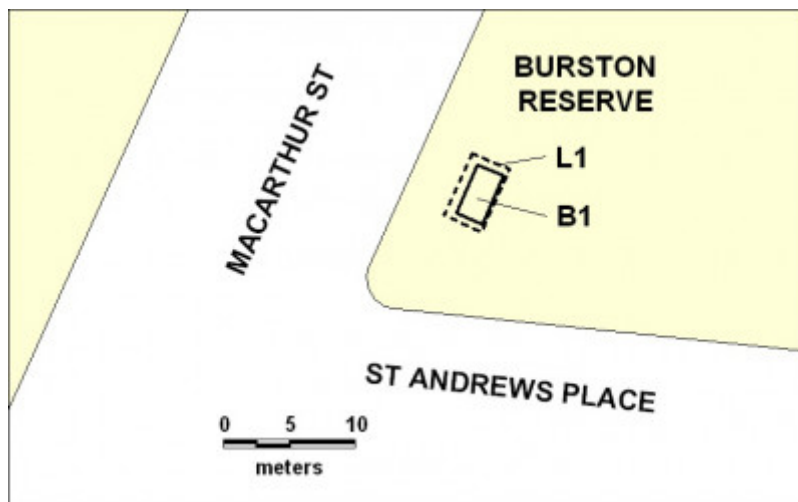 BURSTON
RESERVE
L1
B1
MACARTHUR ST
ST ANDREWS PLACE
0 5 10
meters